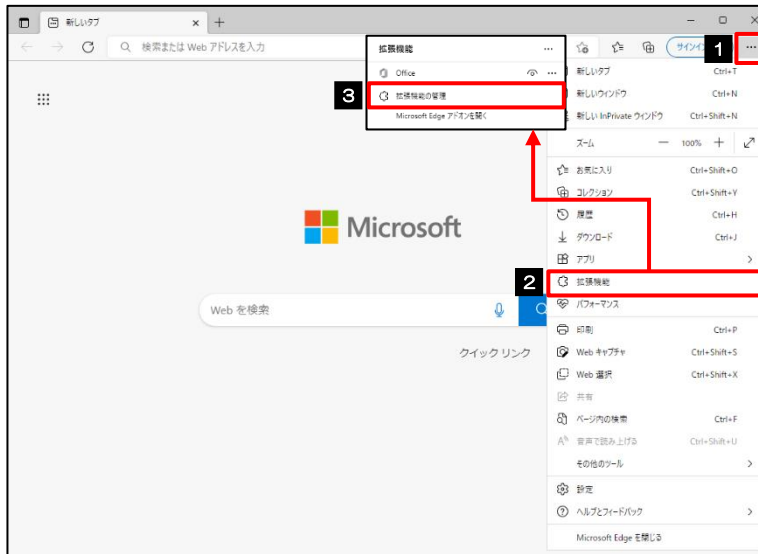 新しいタブ
検索または Web アドレスを入力
サインイン
1
拡張機能
Office
3
拡張機能の管理
Microsoft Edge アドオンを開く
新しいタブ Ctrl+T
新しいウィンドウ Ctrl+N
新しい InPrivate ウィンドウ Ctrl+Shift+N
ズーム 100%
お気に入り Ctrl+Shift+O
コレクション Ctrl+Shift+Y
履歴 Ctrl+H
ダウンロード Ctrl+J
アプリ
2
拡張機能
パフォーマンス
印刷 Ctrl+P
Web キャプチャ Ctrl+Shift+S
Web 選択 Ctrl+Shift+X
共有
ページ内の検索 Ctrl+F
音声で読み上げる Ctrl+Shift+U
その他のツール
設定
ヘルプとフィードバック
Microsoft Edge を閉じる
Microsoft
Web を検索
クイック リンク